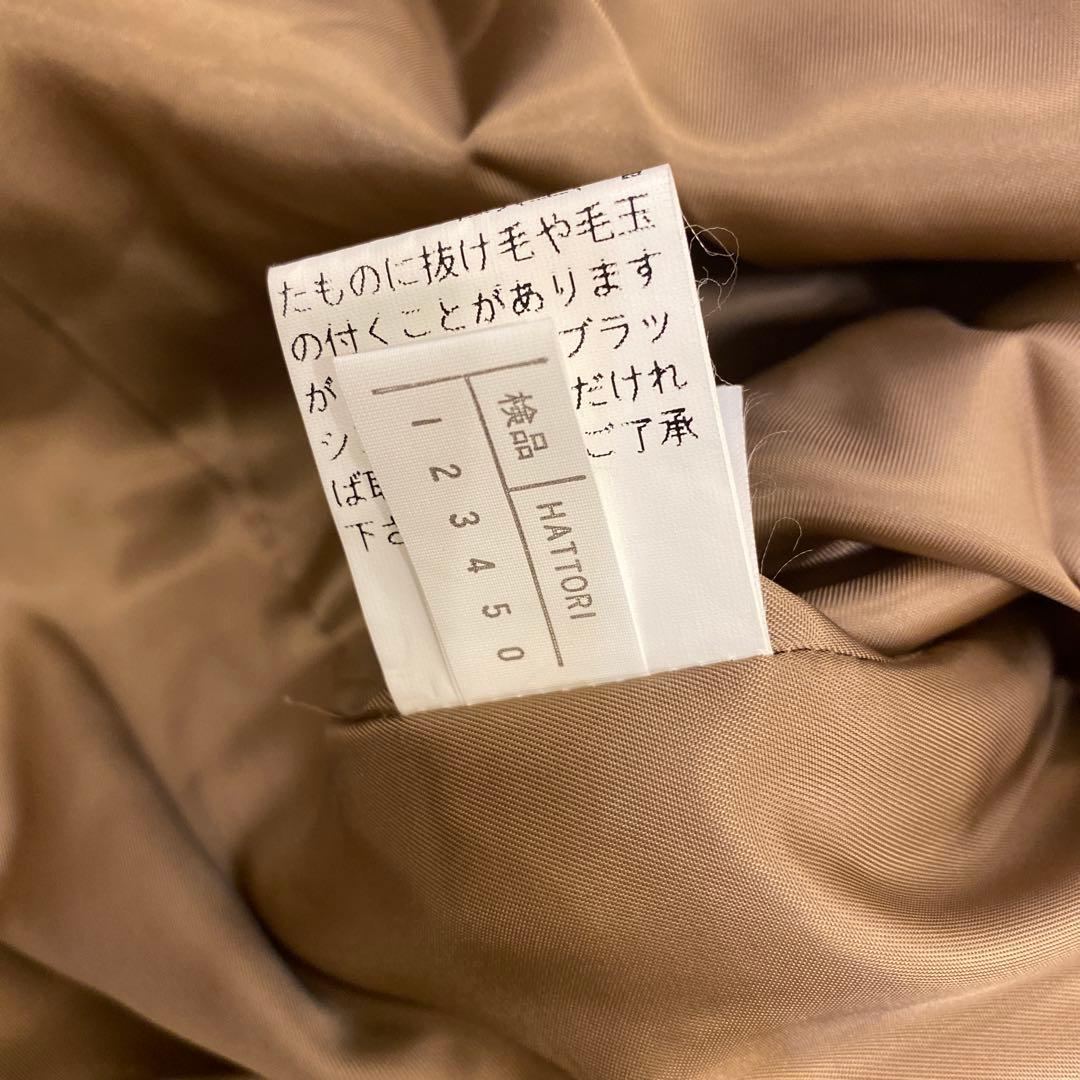 たものに抜け毛や毛玉
の付くことがあります
が ブラッ
シ だけれ
ば ご了承
下さ
検品 HATTORI
1 2 3 4 5 0